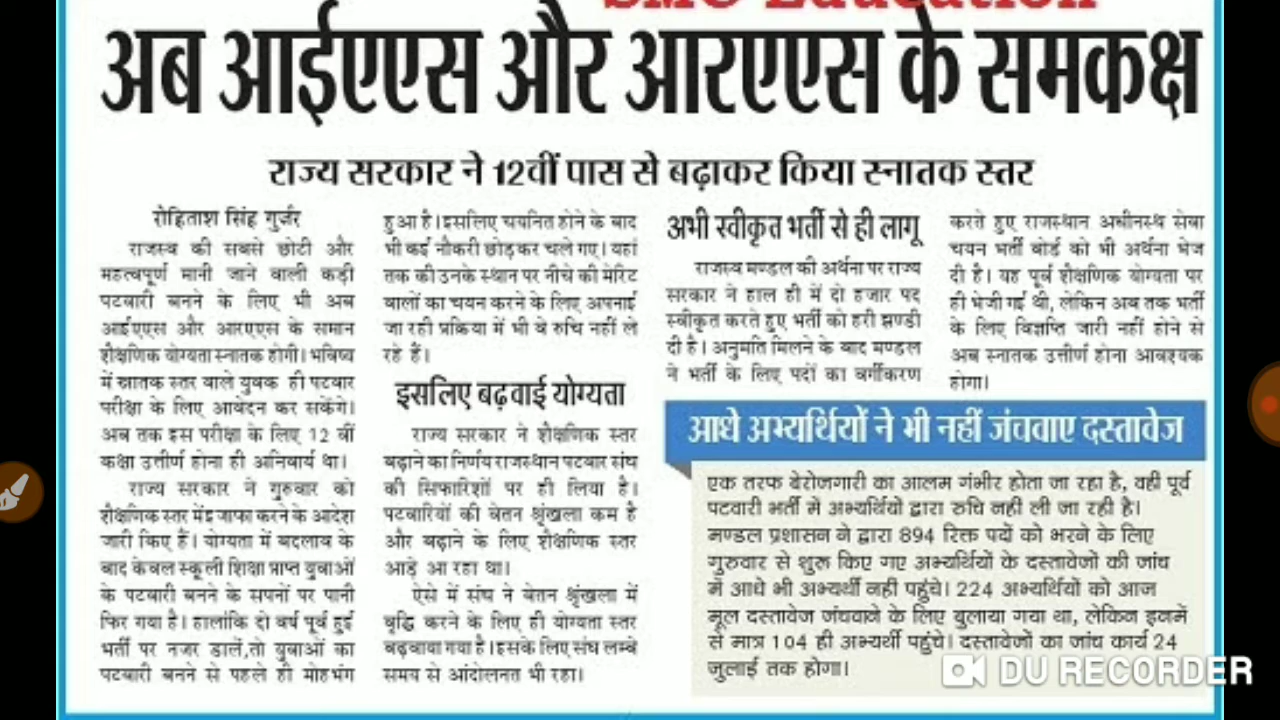 अब आईएएस और आरएएस के समकक्ष
राज्य सरकार ने 12वीं पास से बढ़ाकर किया स्नातक स्तर
रोहिताश सिंह गुर्जर
राजस्व की सबसे छोटी और
महत्वपूर्ण मानी जाने वाली कड़ी
पटवारी बनने के लिए भी अब
आईएएस और आरएएस के समान
शैक्षणिक योग्यता स्नातक होगी। भविष्य
में स्नातक स्तर वाले युवक ही पटवार
परीक्षा के लिए आवेदन कर सकेंगे।
अब तक इस परीक्षा के लिए 12 वीं
कक्षा उत्तीर्ण होना ही अनिवार्य था।
राज्य सरकार ने गुरुवार को
शैक्षणिक स्तर में इजाफा करने के आदेश
जारी किए हैं। योग्यता में बदलाव के
बाद केवल स्कूली शिक्षा प्राप्त युवाओं
के पटवारी बनने के सपनों पर पानी
फिर गया है। हालांकि दो वर्ष पूर्व हुई
भर्ती पर नजर डालें,तो युवाओं का
पटवारी बनने से पहले ही मोहभंग
हुआ है। इसलिए चयनित होने के बाद
भी कई नौकरी छोड़कर चले गए। यहां
तक की उनके स्थान पर नीचे की मेरिट
वालों का चयन करने के लिए अपनाई
जा रही प्रक्रिया में भी वे रुचि नहीं ले
रहे हैं।
इसलिए बढ़वाई योग्यता
राज्य सरकार ने शैक्षणिक स्तर
बढ़ाने का निर्णय राजस्थान पटवार संघ
की सिफारिशों पर ही लिया है।
पटवारियों की वेतन श्रृंखला कम है
और बढ़ाने के लिए शैक्षणिक स्तर
आड़े आ रहा था।
ऐसे में संघ ने वेतन श्रृंखला में
वृद्धि करने के लिए ही योग्यता स्तर
बढ़वाया गया है। इसके लिए संघ लम्बे
समय से आंदोलनत भी रहा।
अभी स्वीकृत भर्ती से ही लागू
राजस्व मण्डल की अर्थना पर राज्य
सरकार ने हाल ही में दो हजार पद
स्वीकृत करते हुए भर्ती को हरी झण्डी
दी है। अनुमति मिलने के बाद मण्डल
ने भर्ती के लिए पदों का वर्गीकरण
करते हुए राजस्थान अधीनस्थ सेवा
चयन भर्ती बोर्ड को भी अर्थना भेज
दी है। यह पूर्व शैक्षणिक योग्यता पर
ही भेजी गई थी, लेकिन अब तक भर्ती
के लिए विज्ञप्ति जारी नहीं होने से
अब स्नातक उत्तीर्ण होना आवश्यक
होगा।
आधे अभ्यर्थियों ने भी नहीं जंचवाए दस्तावेज
एक तरफ बेरोजगारी का आलम गंभीर होता जा रहा है, वही पूर्व
पटवारी भर्ती में अभ्यर्थियों द्वारा रुचि नही ली जा रही है।
मण्डल प्रशासन ने द्वारा 894 रिक्त पदों को भरने के लिए
गुरुवार से शुरू किए गए अभ्यर्थियों के दस्तावेजों की जांच
में आधे भी अभ्यर्थी नहीं पहुंचे। 224 अभ्यर्थियों को आज
मूल दस्तावेज जंचवाने के लिए बुलाया गया था, लेकिन इनमें
से मात्र 104 ही अभ्यर्थी पहुंचे। दस्तावेजों का जांच कार्य 24
जुलाई तक होगा।
DU RECORDER